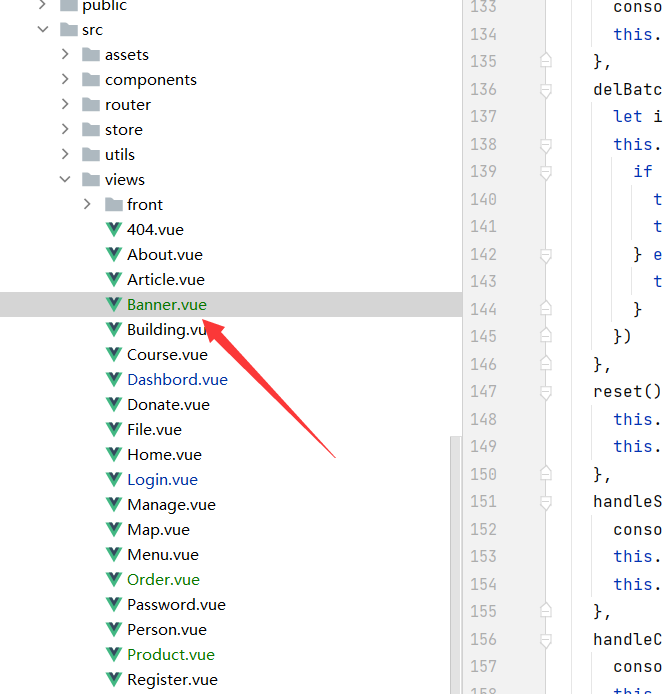 public
src
assets
components
router
store
utils
views
front
404.vue
About.vue
Article.vue
Banner.vue
Building.vu
Course.vue
Dashbord.vue
Donate.vue
File.vue
Home.vue
Login.vue
Manage.vue
Map.vue
Menu.vue
Order.vue
Password.vue
Person.vue
Product.vue
Register.vue
133 conso
134 this.
135 },
136 delBatc
137 let i
138 this.
139 if
140 t
141 t
142 } e
143 t
144 }
145 })
146 },
147 reset()
148 this.
149 this.
150 },
151 handleS
152 conso
153 this.
154 this.
155 },
156 handleC
157 conso
158 this.